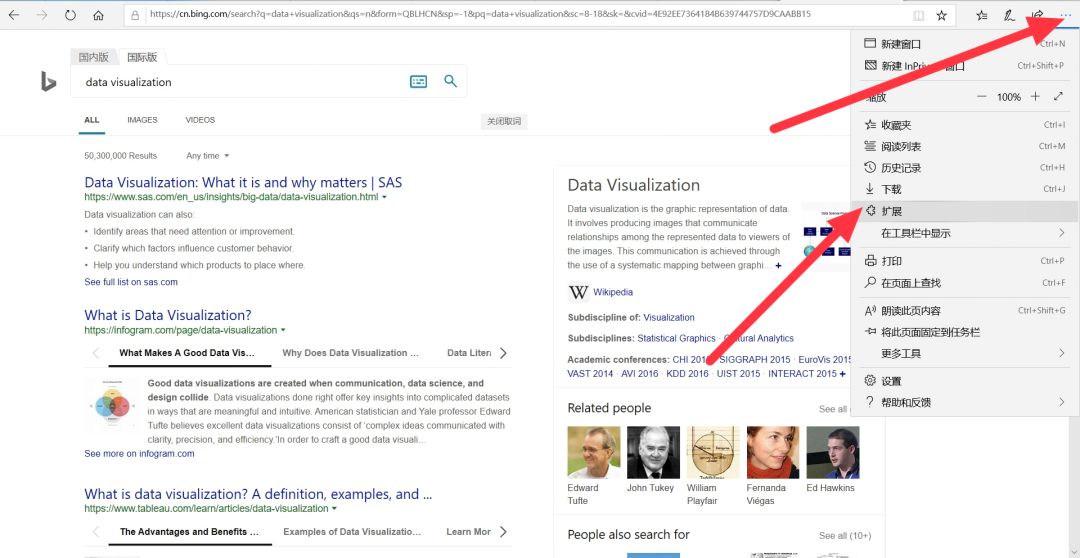 https://cn.bing.com/search?q=data+visualization&qs=n&form=QBLHCN&sp=-1&pq=data+visualization&sc=8-18&sk=&cvid=4E92EE7364184B639744757D9CAABB15
国内版 国际版
data visualization
ALL IMAGES VIDEOS
关闭取词
50,300,000 Results Any time
Data Visualization: What it is and why matters | SAS
https://www.sas.com/en_us/insights/big-data/data-visualization.html
Data visualization can also:
• Identify areas that need attention or improvement.
• Clarify which factors influence customer behavior.
• Help you understand which products to place where.
See full list on sas.com
What is Data Visualization?
https://infogram.com/page/data-visualization
What Makes A Good Data Vis... Why Does Data Visualization ... Data Litera
Good data visualizations are created when communication, data science, and
design collide. Data visualizations done right offer key insights into complicated datasets
in ways that are meaningful and intuitive. American statistician and Yale professor Edward
Tufte believes excellent data visualizations consist of 'complex ideas communicated with
clarity, precision, and efficiency.'In order to craft a good data visuali...
See more on infogram.com
What is data visualization? A definition, examples, and ...
https://www.tableau.com/learn/articles/data-visualization
The Advantages and Benefits ... Examples of Data Visualizatio... Learn More
Data Visualization
Data visualization is the graphic representation of data.
It involves producing images that communicate
relationships among the represented data to viewers of
the images. This communication is achieved through
the use of a systematic mapping between graphi... +
W Wikipedia
Subdiscipline of: Visualization
Subdisciplines: Statistical Graphics · Cultural Analytics
Academic conferences: CHI · SIGGRAPH 2015 · EuroVis 2015
VAST 2014 · AVI 2016 · KDD 2016 · UIST 2015 · INTERACT 2015 +
Related people
See all
Edward
Tufte
John Tukey
William
Playfair
Fernanda
Viégas
Ed Hawkins
People also search for
See all (10+)
新建窗口 Ctrl+N
新建 InPrivate 窗口 Ctrl+Shift+P
缩放 — 100% +
收藏夹 Ctrl+I
阅读列表 Ctrl+M
历史记录 Ctrl+H
下载 Ctrl+J
扩展
在工具栏中显示
打印 Ctrl+P
在页面上查找 Ctrl+F
朗读此页内容 Ctrl+Shift+G
将此页面固定到任务栏
更多工具
设置
帮助和反馈